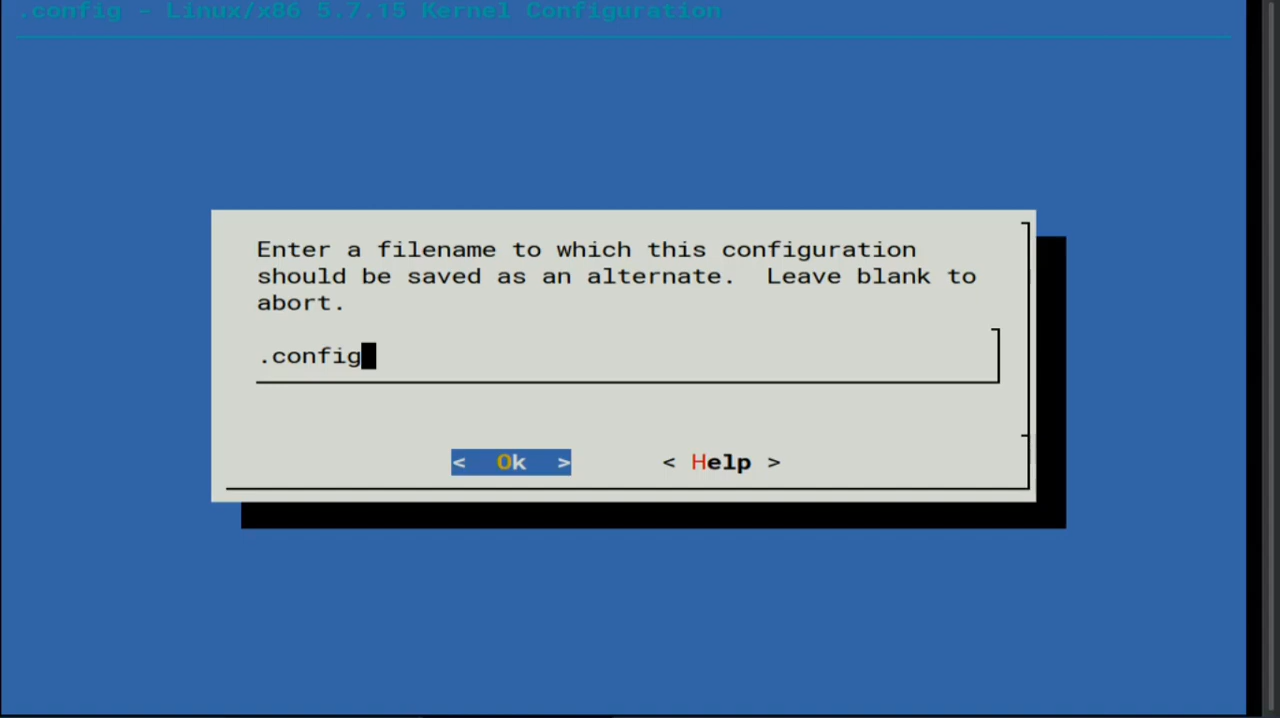 .config - Linux/x86 5.7.15 Kernel Configuration
Enter a filename to which this configuration
should be saved as an alternate.  Leave blank to
abort.
.config
< Ok > < Help >